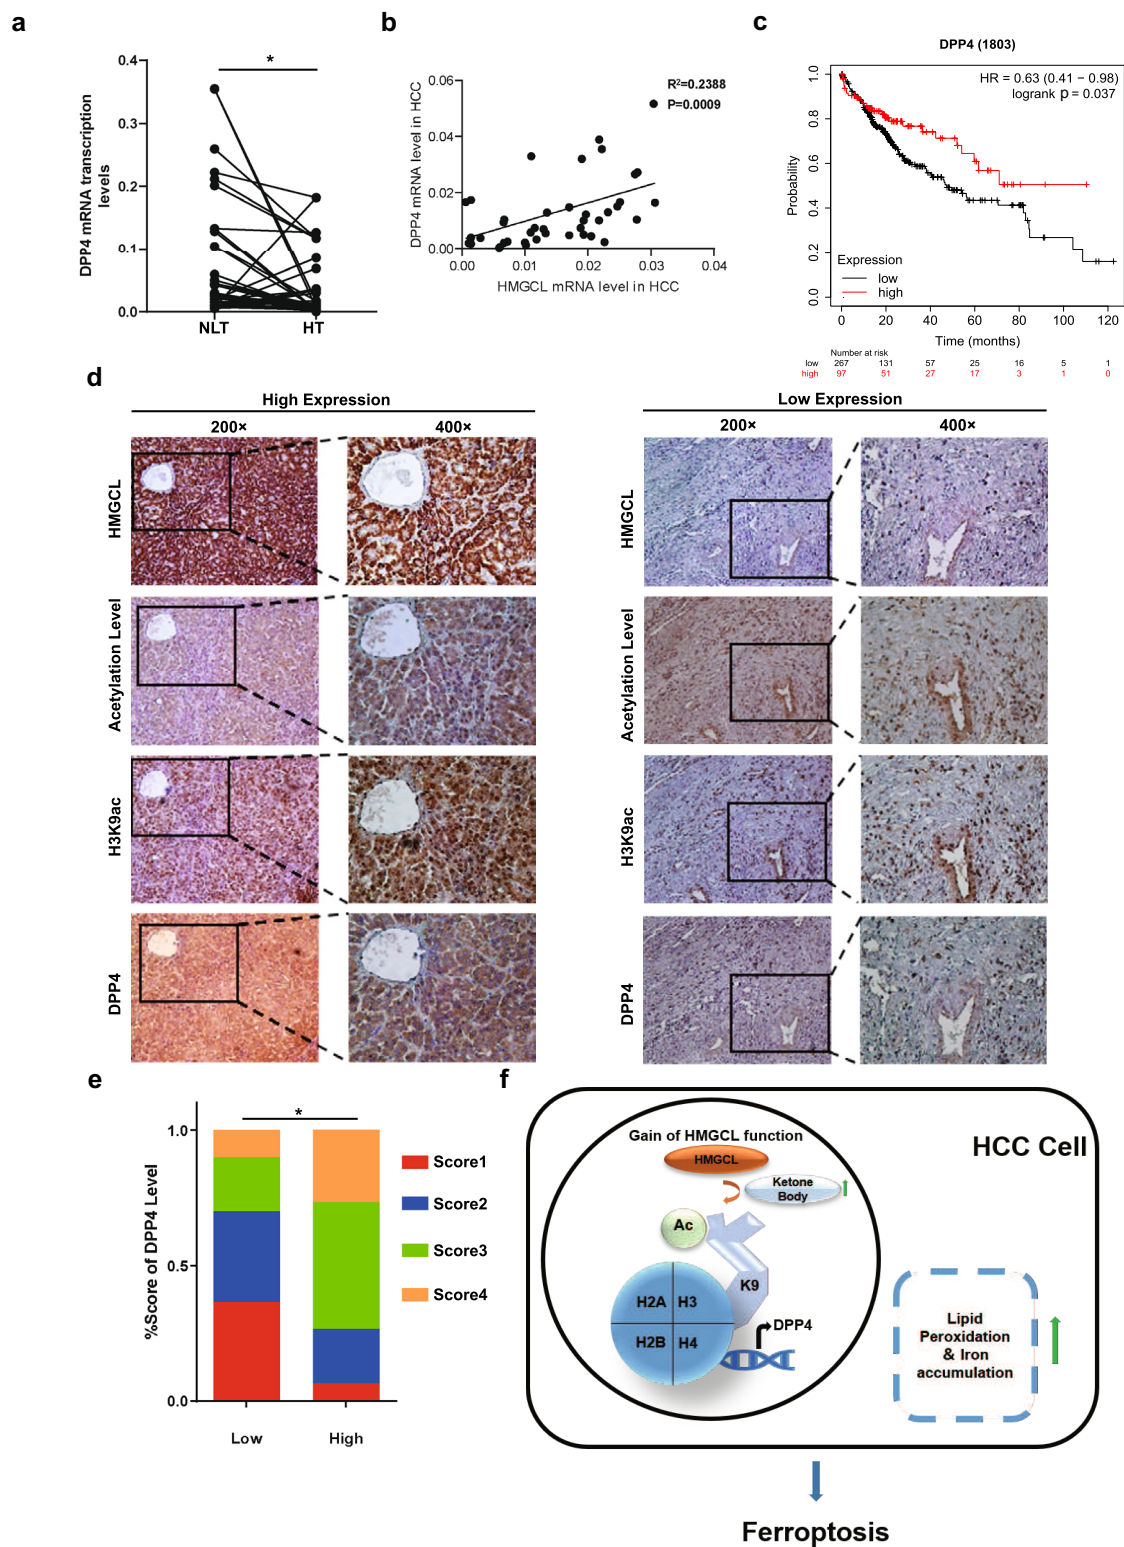 a
*
0.4
0.3
0.2
0.1
0.0
DPP4 mRNA transcription
levels
NLT
HT
b
R²=0.2388
P=0.0009
0.06
0.04
0.02
0.00
DPP4 mRNA level in HCC
0.00
0.01
0.02
0.03
0.04
HMGCL mRNA level in HCC
c
DPP4 (1803)
HR = 0.63 (0.41 − 0.98)
logrank p = 0.037
1.0
0.8
0.6
0.4
0.2
0.0
Probability
Expression
low
high
0
20
40
60
80
100
120
Time (months)
Number at risk
low 267 131 57 25 16 5 1
high 97 51 27 17 3 1 0
d
High Expression
200×
400×
HMGCL
Acetylation Level
H3K9ac
DPP4
Low Expression
200×
400×
HMGCL
Acetylation Level
H3K9ac
DPP4
e
*
1.0
0.5
0.0
%Score of DPP4 Level
Low
High
Score1
Score2
Score3
Score4
f
HCC Cell
Gain of HMGCL function
HMGCL
Ketone
Body
Ac
K9
H2A
H3
H2B
H4
DPP4
Lipid
Peroxidation
& Iron
accumulation
Ferroptosis